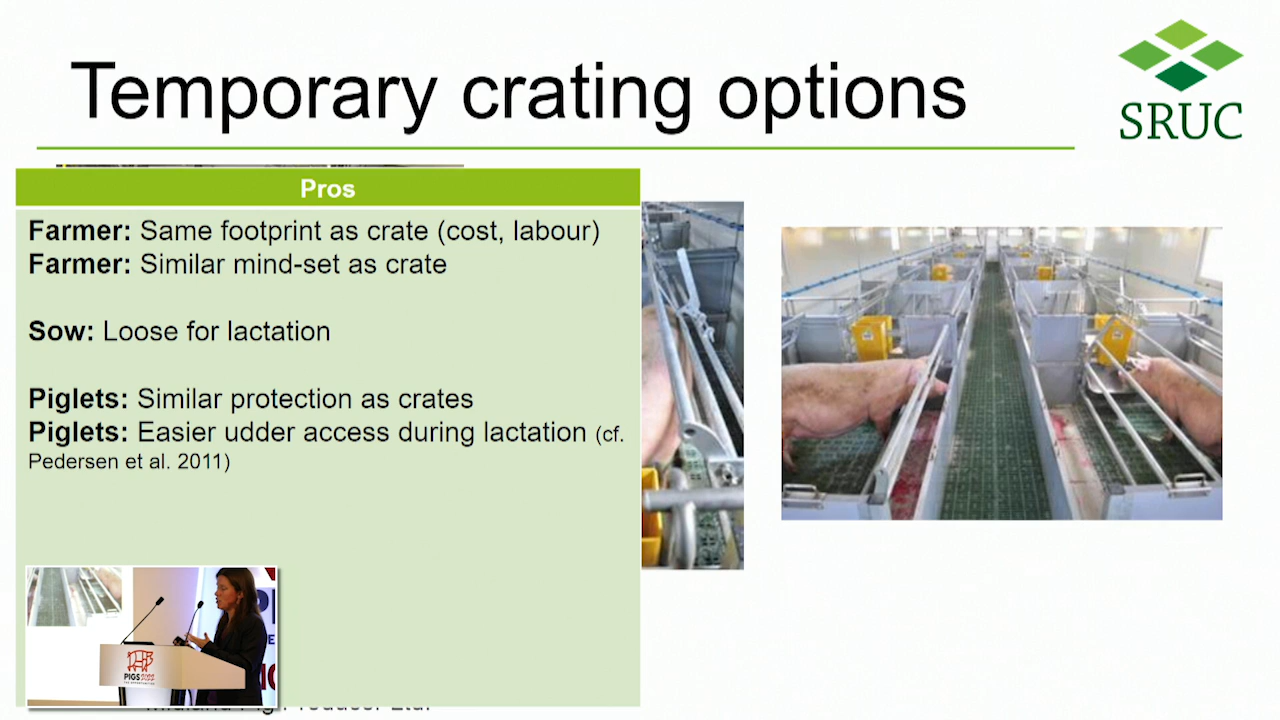 Temporary crating options
SRUC
Pros
Farmer: Same footprint as crate (cost, labour)
Farmer: Similar mind-set as crate
Sow: Loose for lactation
Piglets: Similar protection as crates
Piglets: Easier udder access during lactation (cf.
Pedersen et al. 2011)
PIGS